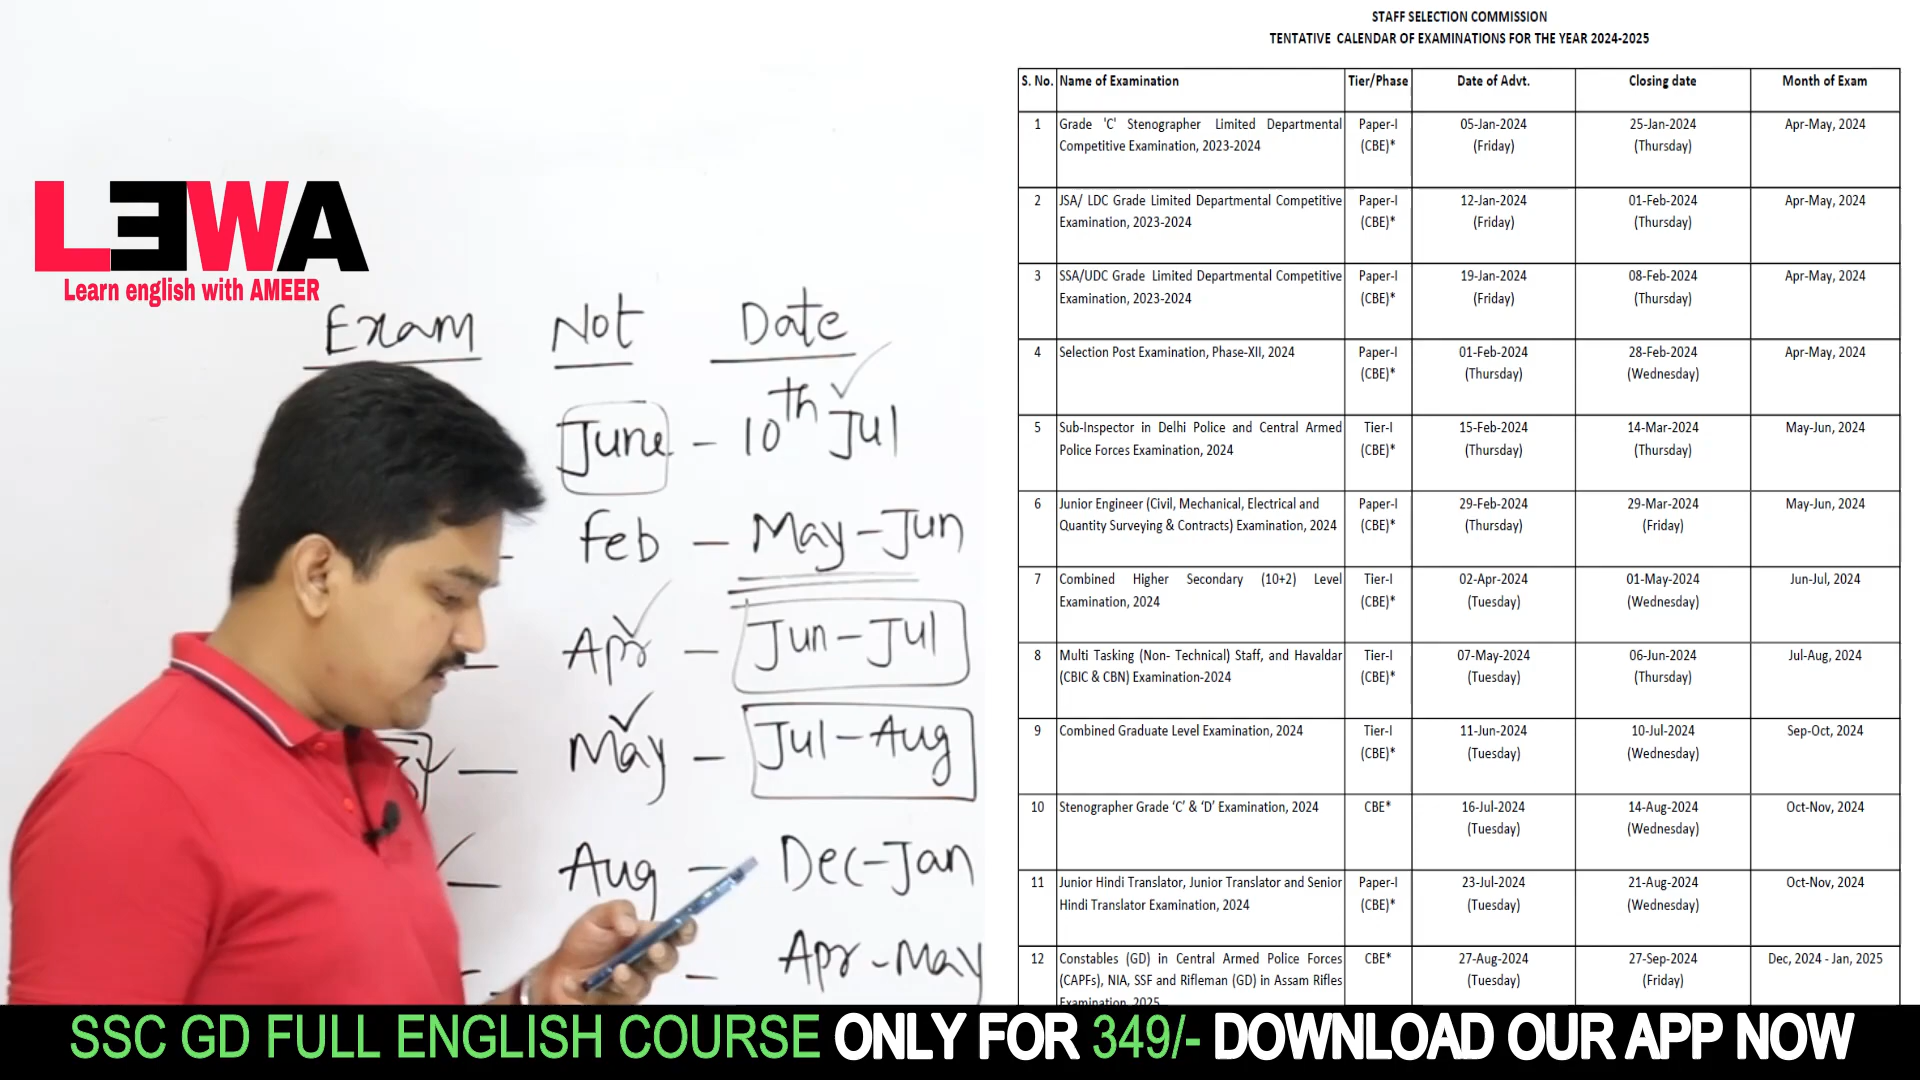 STAFF SELECTION COMMISSION
TENTATIVE CALENDAR OF EXAMINATIONS FOR THE YEAR 2024-2025
LEWA
Learn english with AMEER
Exam Not Date
June - 10th Jul
- Feb - May-Jun
- Apr - Jun-Jul
- May - Jul-Aug
- Aug - Dec-Jan
- - Apr-May
S. No. Name of Examination Tier/Phase Date of Advt. Closing date Month of Exam
1 Grade 'C' Stenographer Limited Departmental Paper-I 05-Jan-2024 25-Jan-2024 Apr-May, 2024
Competitive Examination, 2023-2024 (CBE)* (Friday) (Thursday)
2 JSA/ LDC Grade Limited Departmental Competitive Paper-I 12-Jan-2024 01-Feb-2024 Apr-May, 2024
Examination, 2023-2024 (CBE)* (Friday) (Thursday)
3 SSA/UDC Grade Limited Departmental Competitive Paper-I 19-Jan-2024 08-Feb-2024 Apr-May, 2024
Examination, 2023-2024 (CBE)* (Friday) (Thursday)
4 Selection Post Examination, Phase-XII, 2024 Paper-I 01-Feb-2024 28-Feb-2024 Apr-May, 2024
(CBE)* (Thursday) (Wednesday)
5 Sub-Inspector in Delhi Police and Central Armed Tier-I 15-Feb-2024 14-Mar-2024 May-Jun, 2024
Police Forces Examination, 2024 (CBE)* (Thursday) (Thursday)
6 Junior Engineer (Civil, Mechanical, Electrical and Paper-I 29-Feb-2024 29-Mar-2024 May-Jun, 2024
Quantity Surveying & Contracts) Examination, 2024 (CBE)* (Thursday) (Friday)
7 Combined Higher Secondary (10+2) Level Tier-I 02-Apr-2024 01-May-2024 Jun-Jul, 2024
Examination, 2024 (CBE)* (Tuesday) (Wednesday)
8 Multi Tasking (Non- Technical) Staff, and Havaldar Tier-I 07-May-2024 06-Jun-2024 Jul-Aug, 2024
(CBIC & CBN) Examination-2024 (CBE)* (Tuesday) (Thursday)
9 Combined Graduate Level Examination, 2024 Tier-I 11-Jun-2024 10-Jul-2024 Sep-Oct, 2024
(CBE)* (Tuesday) (Wednesday)
10 Stenographer Grade ‘C’ & ‘D’ Examination, 2024 CBE* 16-Jul-2024 14-Aug-2024 Oct-Nov, 2024
(Tuesday) (Wednesday)
11 Junior Hindi Translator, Junior Translator and Senior Paper-I 23-Jul-2024 21-Aug-2024 Oct-Nov, 2024
Hindi Translator Examination, 2024 (CBE)* (Tuesday) (Wednesday)
12 Constables (GD) in Central Armed Police Forces CBE* 27-Aug-2024 27-Sep-2024 Dec, 2024 - Jan, 2025
(CAPFs), NIA, SSF and Rifleman (GD) in Assam Rifles (Tuesday) (Friday)
Examination, 2025
SSC GD FULL ENGLISH COURSE ONLY FOR 349/- DOWNLOAD OUR APP NOW